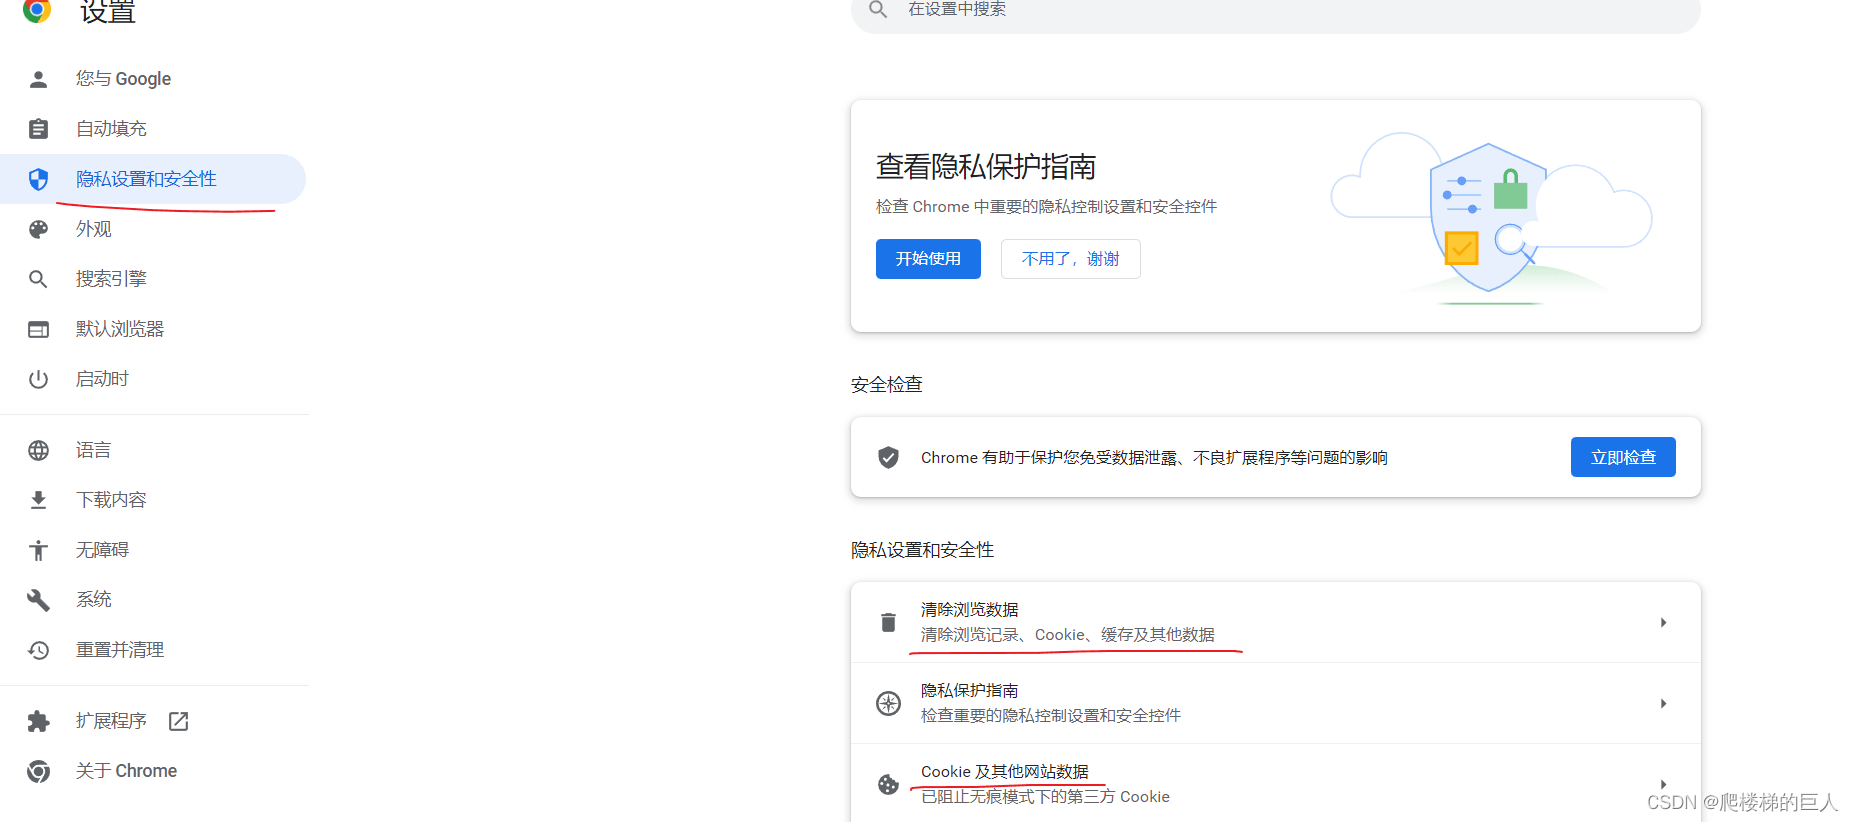 设置
在设置中搜索
您与 Google
自动填充
隐私设置和安全性
外观
搜索引擎
默认浏览器
启动时
语言
下载内容
无障碍
系统
重置并清理
扩展程序
关于 Chrome
查看隐私保护指南
检查 Chrome 中重要的隐私控制设置和安全控件
开始使用
不用了，谢谢
安全检查
Chrome 有助于保护您免受数据泄露、不良扩展程序等问题的影响
立即检查
隐私设置和安全性
清除浏览数据
清除浏览记录、Cookie、缓存及其他数据
隐私保护指南
检查重要的隐私控制设置和安全控件
Cookie 及其他网站数据
已阻止无痕模式下的第三方 Cookie
CSDN @爬楼梯的巨人